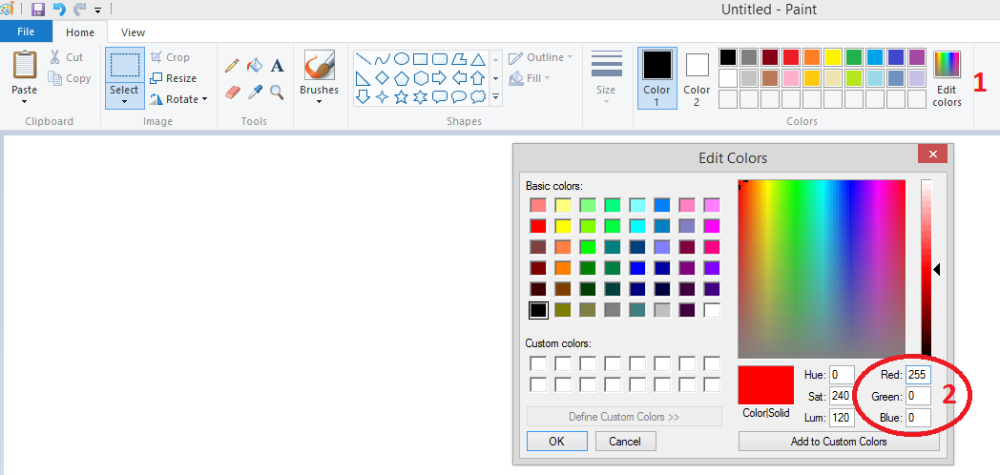 Untitled - Paint
File Home View
Paste
Cut
Copy
Clipboard
Select
Crop
Resize
Rotate
Image
A
Tools
Brushes
Outline
Fill
Shapes
Size
Color
1
Color
2
Edit
colors
Colors
1
Edit Colors
Basic colors:
Custom colors:
Define Custom Colors >>
OK Cancel
Color|Solid
Hue: 0 Red: 255
Sat: 240 Green: 0
Lum: 120 Blue: 0
2
Add to Custom Colors